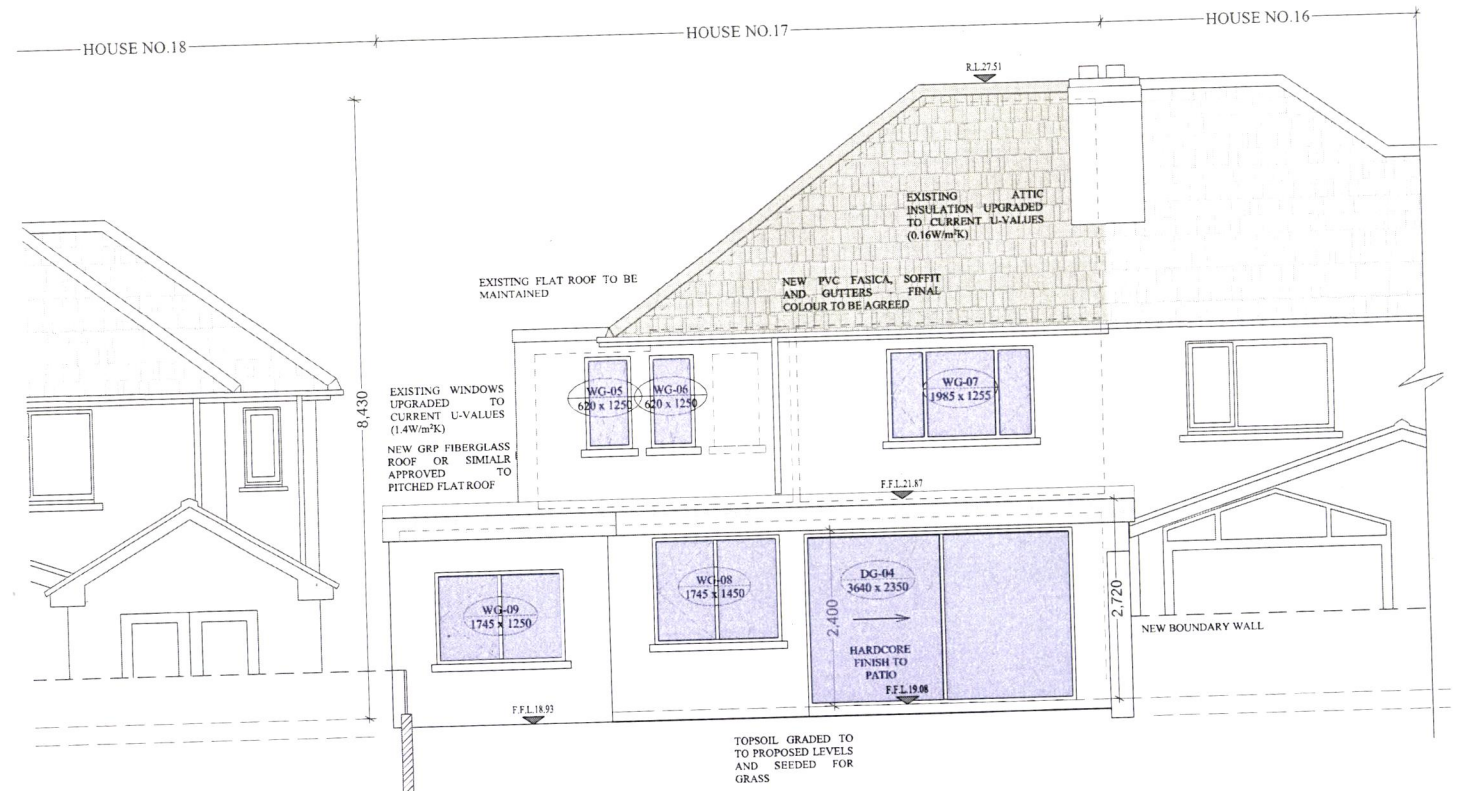 HOUSE NO.18
HOUSE NO.17
HOUSE NO.16
R.L.27.51
EXISTING ATTIC
INSULATION UPGRADED
TO CURRENT U-VALUES
(0.16W/m²K)
EXISTING FLAT ROOF TO BE
MAINTAINED
NEW PVC FASICA, SOFFIT
AND GUTTERS - FINAL
COLOUR TO BE AGREED
8,430
EXISTING WINDOWS
UPGRADED TO
CURRENT U-VALUES
(1.4W/m²K)
NEW GRP FIBERGLASS
ROOF OR SIMIALR
APPROVED TO
PITCHED FLAT ROOF
WG-05
620 x 1250
WG-06
620 x 1250
WG-07
1985 x 1255
F.F.L.21.87
WG-09
1745 x 1250
WG-08
1745 x 1450
2,400
DG-04
3640 x 2350
HARDCORE
FINISH TO
PATIO
F.F.L.19.08
2,720
NEW BOUNDARY WALL
F.F.L.18.93
TOPSOIL GRADED TO
TO PROPOSED LEVELS
AND SEEDED FOR
GRASS